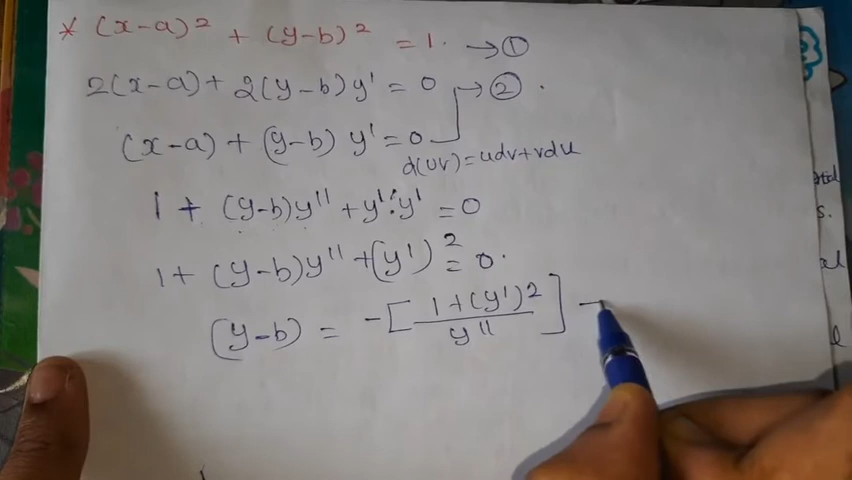 * (x-a)² + (y-b)² = 1. → ①
2(x-a) + 2(y-b) y' = 0 → ② .
(x-a) + (y-b) y' = 0
d(uv) = udv + vdu
1 + (y-b)y'' + y'.y' = 0
1 + (y-b)y'' + (y')² = 0.
(y-b) = -[ 1+(y')² / y'' ] -